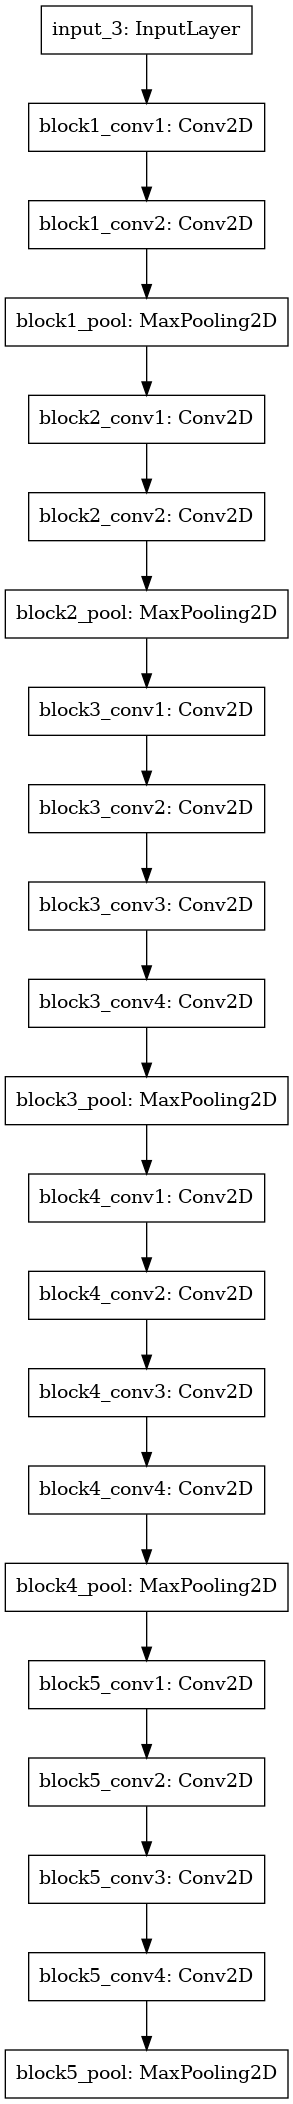 input_3: InputLayer
block1_conv1: Conv2D
block1_conv2: Conv2D
block1_pool: MaxPooling2D
block2_conv1: Conv2D
block2_conv2: Conv2D
block2_pool: MaxPooling2D
block3_conv1: Conv2D
block3_conv2: Conv2D
block3_conv3: Conv2D
block3_conv4: Conv2D
block3_pool: MaxPooling2D
block4_conv1: Conv2D
block4_conv2: Conv2D
block4_conv3: Conv2D
block4_conv4: Conv2D
block4_pool: MaxPooling2D
block5_conv1: Conv2D
block5_conv2: Conv2D
block5_conv3: Conv2D
block5_conv4: Conv2D
block5_pool: MaxPooling2D